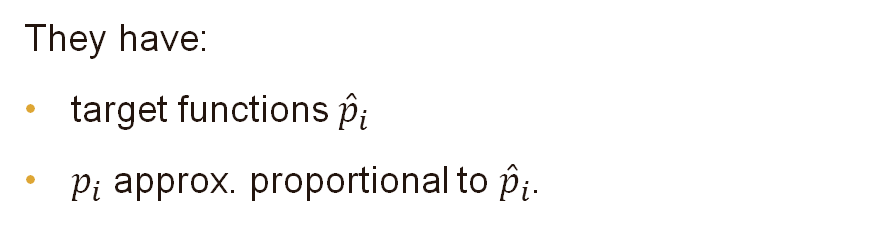 They have:
• target functions p̂ᵢ
• pᵢ approx. proportional to p̂ᵢ.